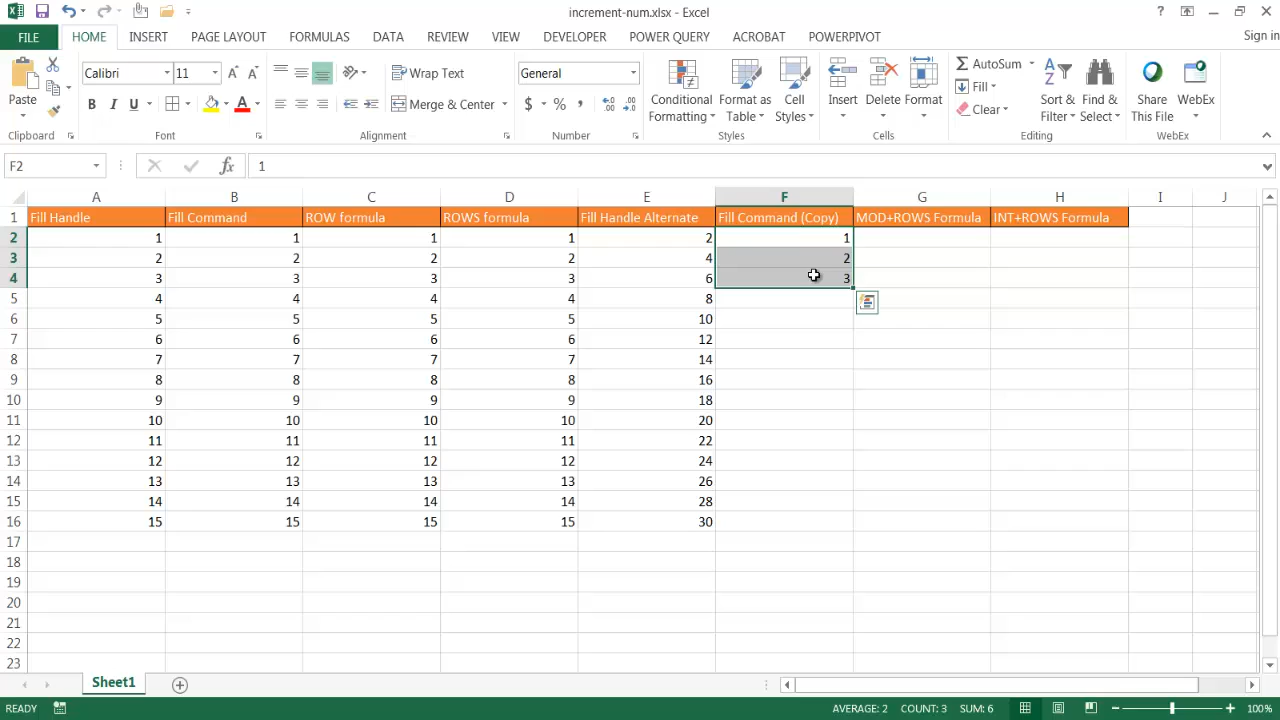 increment-num.xlsx - Excel
?
FILE HOME INSERT PAGE LAYOUT FORMULAS DATA REVIEW VIEW DEVELOPER POWER QUERY ACROBAT POWERPIVOT Sign in
Paste Calibri 11 Wrap Text General Conditional Formatting Format as Table Cell Styles Insert Delete Format AutoSum Fill Clear Sort & Filter Find & Select Share This File WebEx
B I U A Merge & Center $ % ,
Clipboard Font Alignment Number Styles Cells Editing WebEx
F2 fx 1
A B C D E F G H I J
1 Fill Handle Fill Command ROW formula ROWS formula Fill Handle Alternate Fill Command (Copy) MOD+ROWS Formula INT+ROWS Formula
2 1 1 1 1 2 1
3 2 2 2 2 4 2
4 3 3 3 3 6 3
5 4 4 4 4 8
6 5 5 5 5 10
7 6 6 6 6 12
8 7 7 7 7 14
9 8 8 8 8 16
10 9 9 9 9 18
11 10 10 10 10 20
12 11 11 11 11 22
13 12 12 12 12 24
14 13 13 13 13 26
15 14 14 14 14 28
16 15 15 15 15 30
17
18
19
20
21
22
23
Sheet1
READY AVERAGE: 2 COUNT: 3 SUM: 6 100%